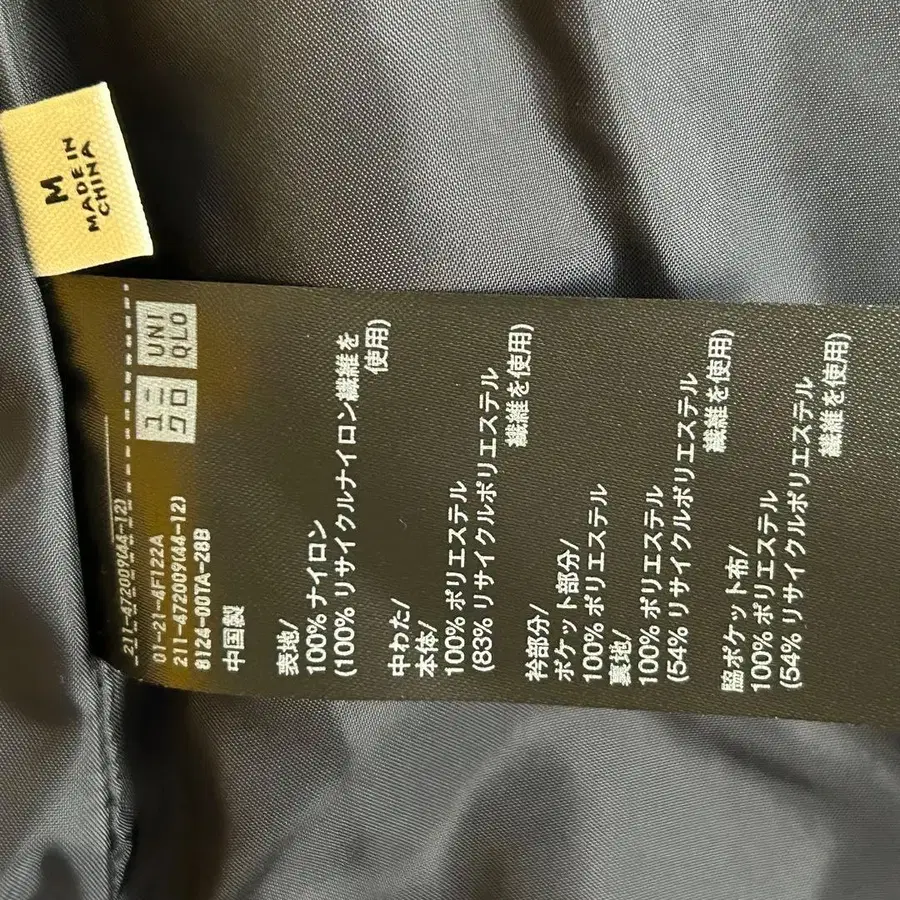 M
MADE IN
CHINA
211-472009(44-12)
ユニ
クロ
UNI
QLO
01-21-4F122A
211-472009(44-12)
8124-00TA-28B
中国製
表地/
100% ナイロン
(100% リサイクルナイロン繊維を
使用)
中わた/
本体/
100% ポリエステル
(83% リサイクルポリエステル
繊維を使用)
衿部分/
ポケット部分/
100% ポリエステル
裏地/
100% ポリエステル
(54% リサイクルポリエステル
繊維を使用)
脇ポケット布/
100% ポリエステル
(54% リサイクルポリエステル
繊維を使用)